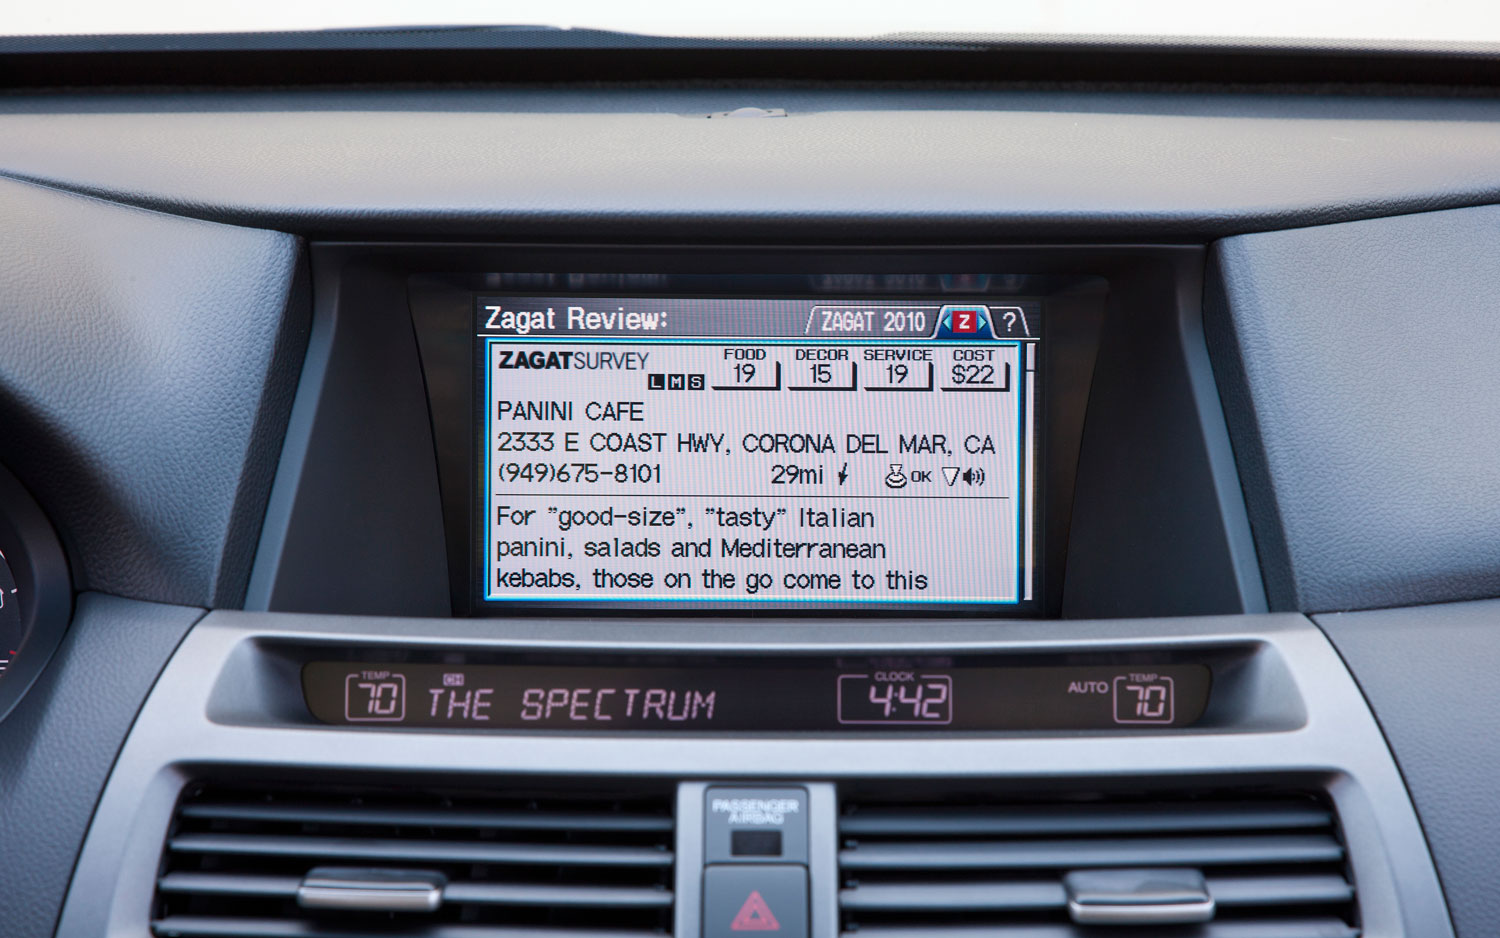 Zagat Review: ZAGAT 2010 Z ?
ZAGATSURVEY L M S
FOOD DECOR SERVICE COST
19 15 19 $22
PANINI CAFE
2333 E COAST HWY, CORONA DEL MAR, CA
(949)675-8101 29mi OK
For "good-size", "tasty" Italian
panini, salads and Mediterranean
kebabs, those on the go come to this
TEMP CH CLOCK TEMP
70 THE SPECTRUM 4:42 AUTO 70
PASSENGER
AIRBAG